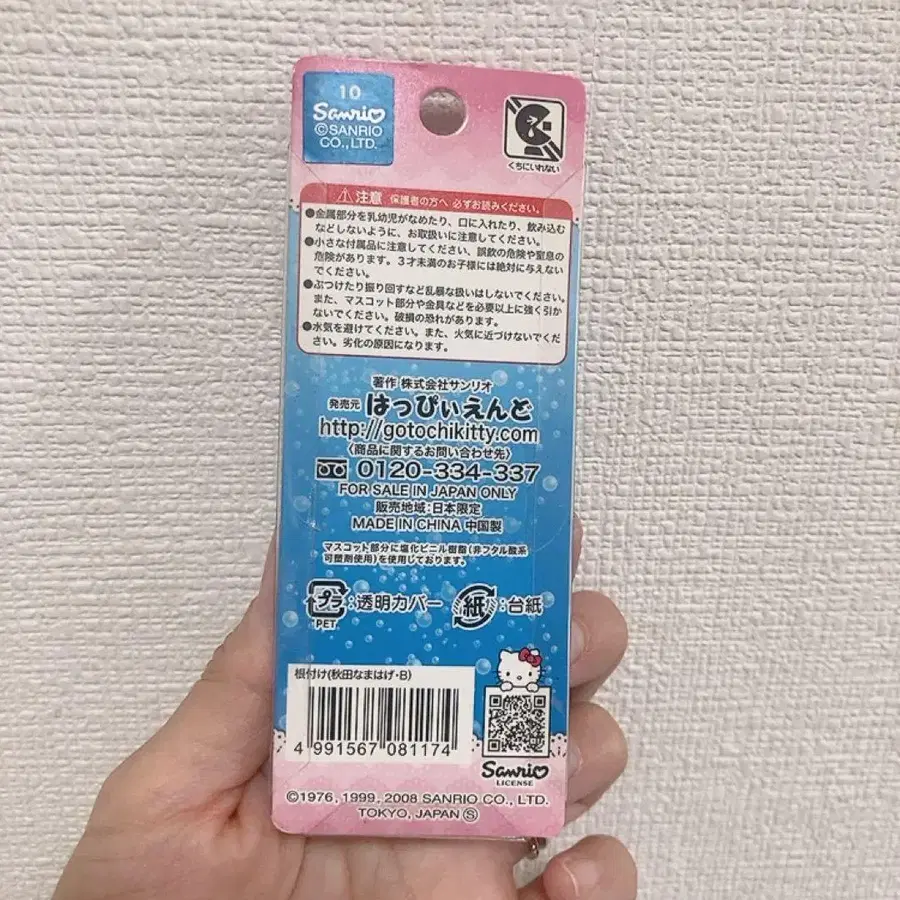 10
Sanrio
©SANRIO
CO., LTD.
くちにいれない
⚠注意 保護者の方へ 必ずお読みください。
●金属部分を乳幼児がなめたり、口に入れたり、飲み込む
などしないように、お取扱いに注意してください。
●小さな付属品に注意してください、誤飲の危険や窒息の
危険があります。3才未満のお子様には絶対に与えない
でください。
●ぶつけたり振り回すなど乱暴な扱いはしないでください。
また、マスコット部分や金具などを必要以上に強く引か
ないでください。破損の恐れがあります。
●水気を避けてください。また、火気に近づけないでくだ
さい。劣化の原因になります。
著作 株式会社サンリオ
発売元 はっぴぃえんど
http://gotochikitty.com
〈商品に関するお問い合わせ先〉
0120-334-337
FOR SALE IN JAPAN ONLY
販売地域:日本限定
MADE IN CHINA 中国製
マスコット部分に塩化ビニル樹脂(非フタル酸系
可塑剤使用)を使用しております。
プラ:透明カバー 紙:台紙
PET
根付け(秋田なまはげ・B)
4 991567 081174
Sanrio
LICENSE
©1976, 1999, 2008 SANRIO CO., LTD.
TOKYO, JAPAN Ⓢ